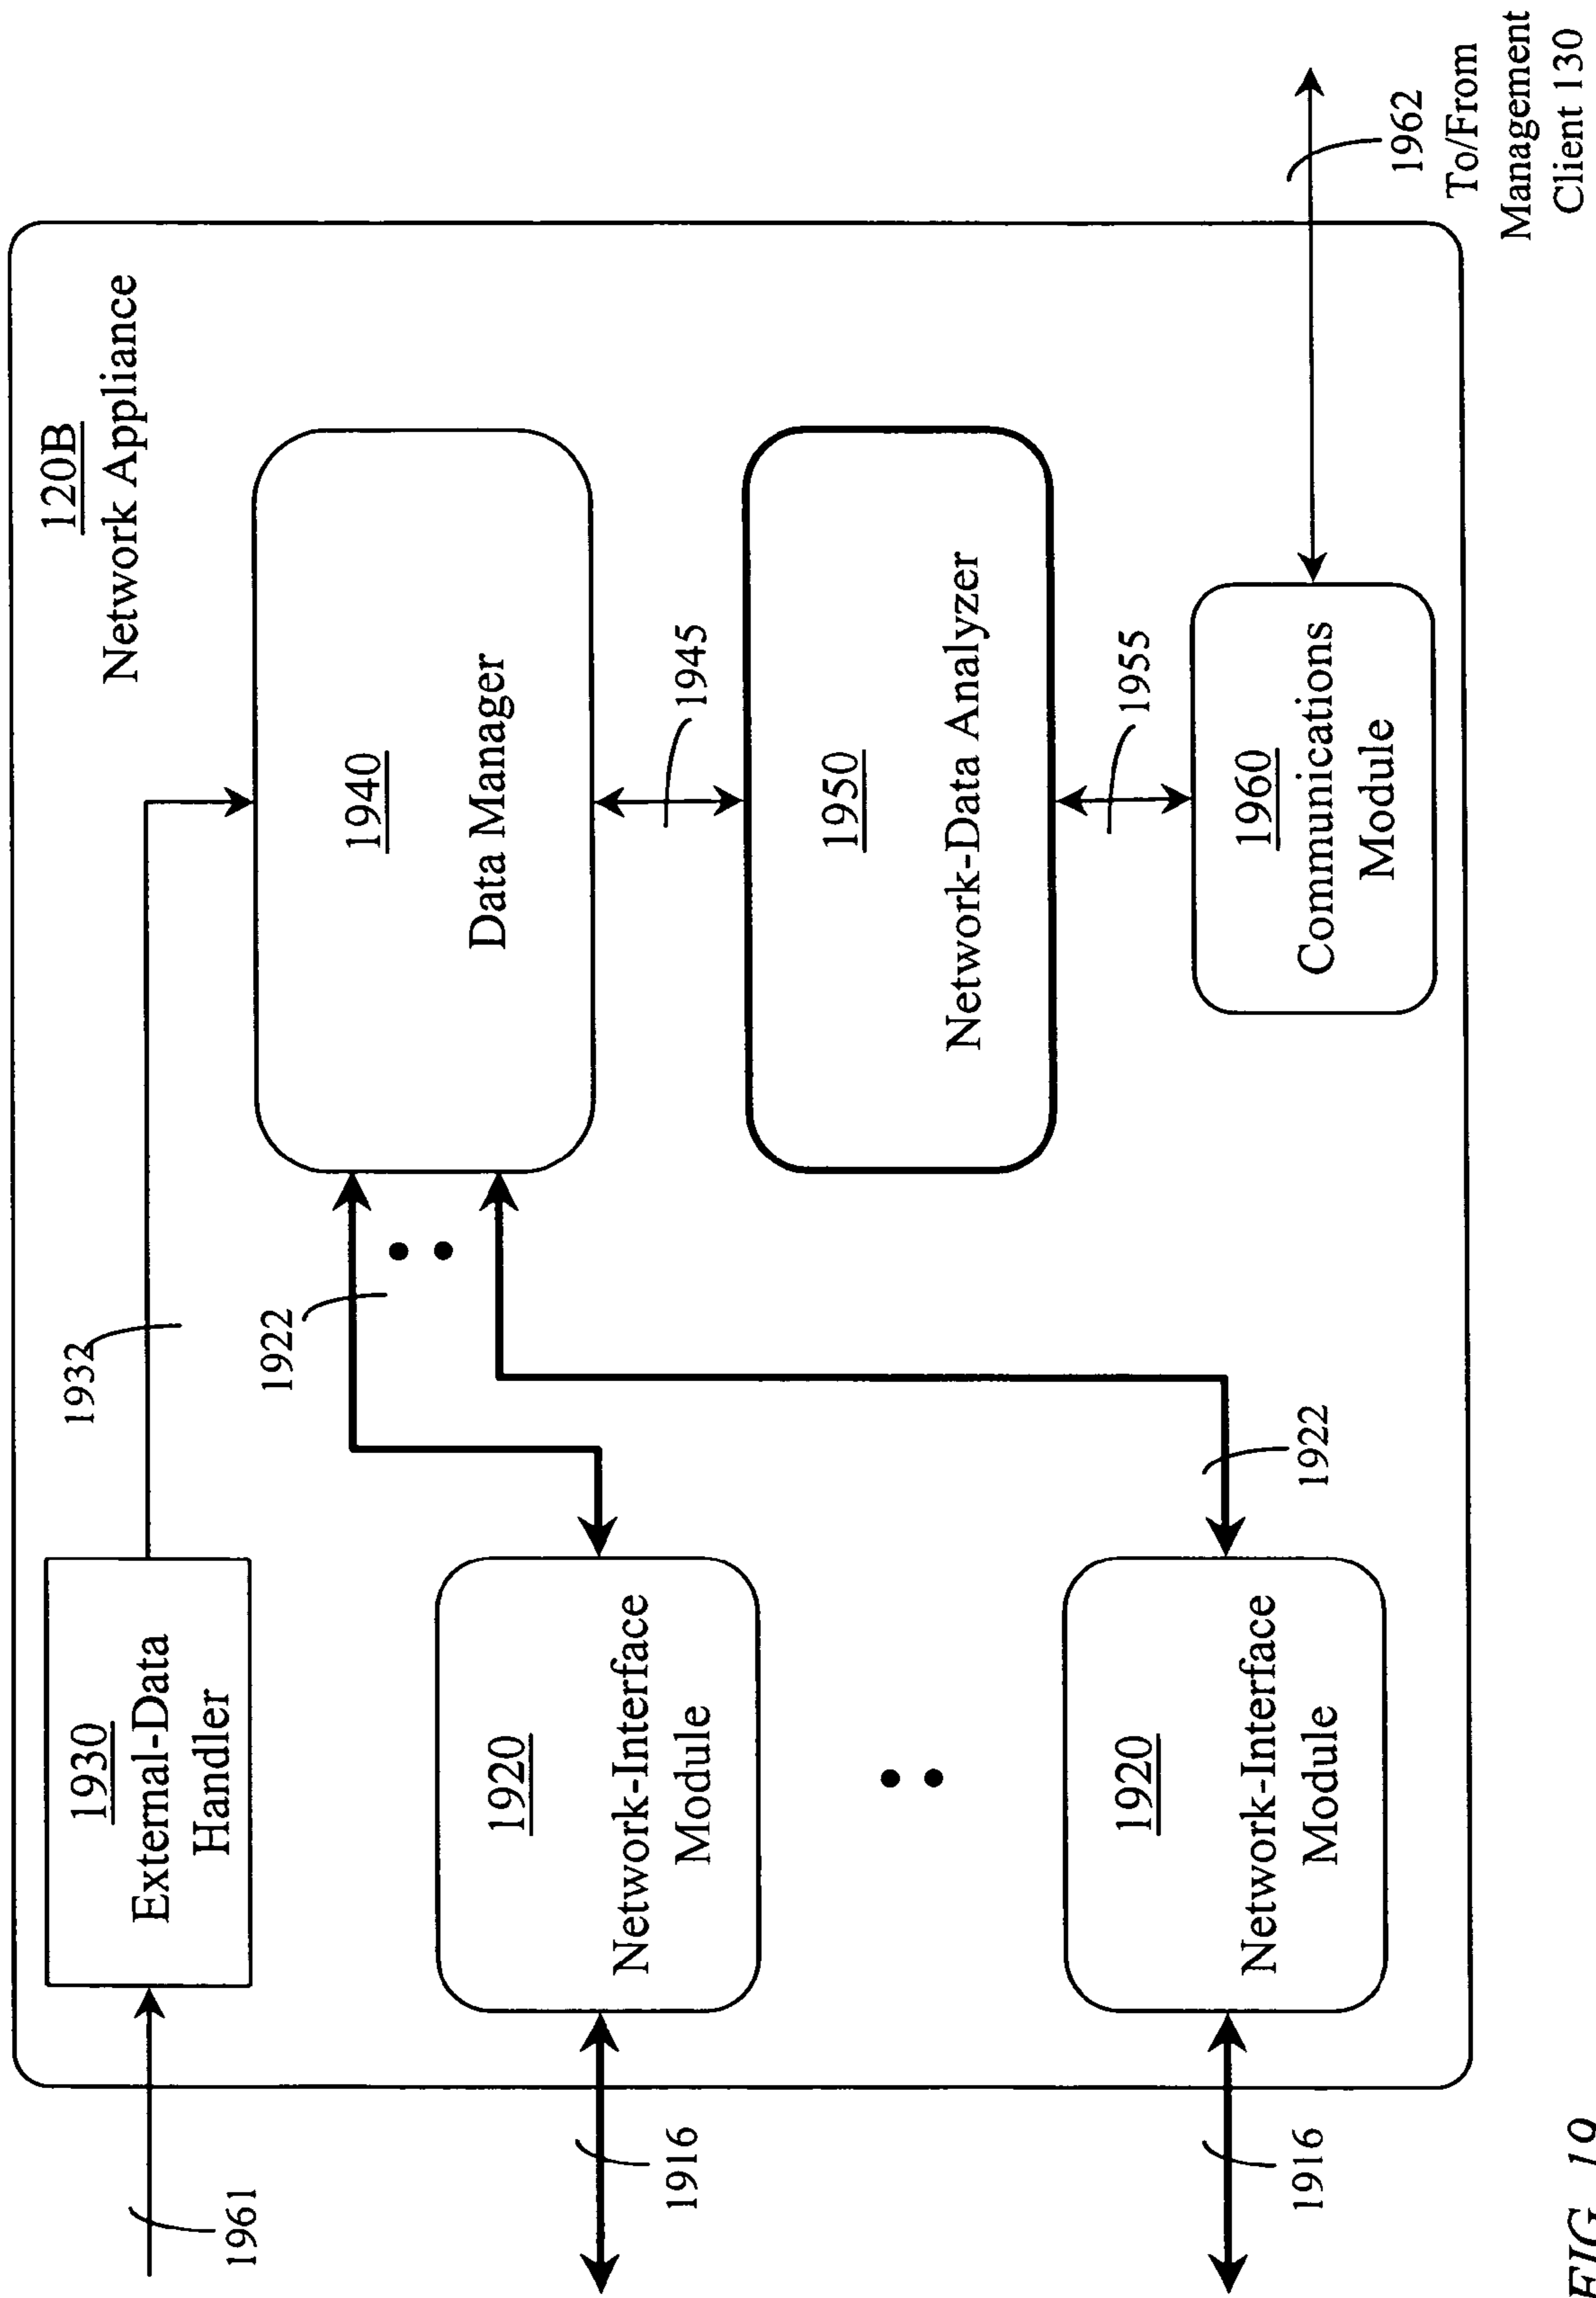 120B
Network Appliance
1961
1930
External-Data
Handler
1932
1940
Data Manager
1922
1916
1920
Network-Interface
Module
1945
1950
Network-Data Analyzer
1922
1916
1920
Network-Interface
Module
1955
1960
Communications
Module
1962
To/From
Management
Client 130
FIG. 19